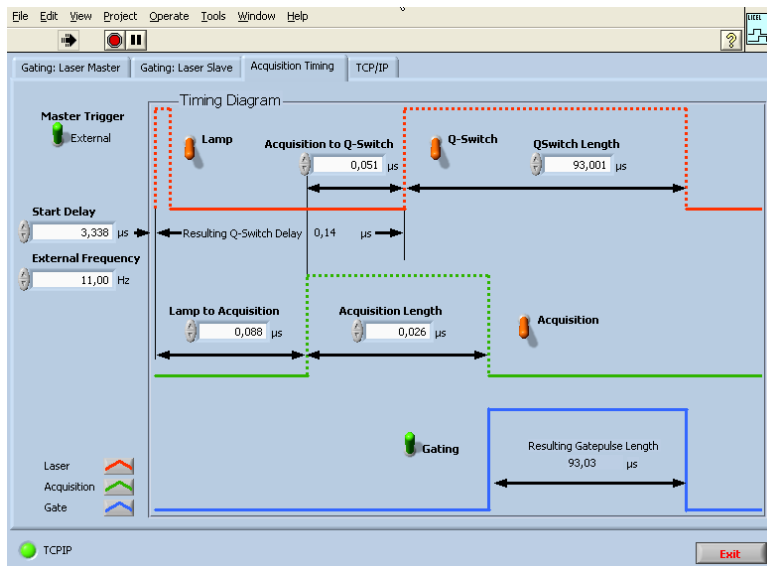 File Edit View Project Operate Tools Window Help
LICEL
?
Gating: Laser Master Gating: Laser Slave Acquisition Timing TCP/IP
Timing Diagram
Master Trigger
External
Lamp
Acquisition to Q-Switch
0,051 µs
Q-Switch
QSwitch Length
93,001 µs
Start Delay
3,338 µs
Resulting Q-Switch Delay 0,14 µs
External Frequency
11,00 Hz
Lamp to Acquisition
0,088 µs
Acquisition Length
0,026 µs
Acquisition
Gating
Resulting Gatepulse Length
93,03 µs
Laser
Acquisition
Gate
TCPIP
Exit